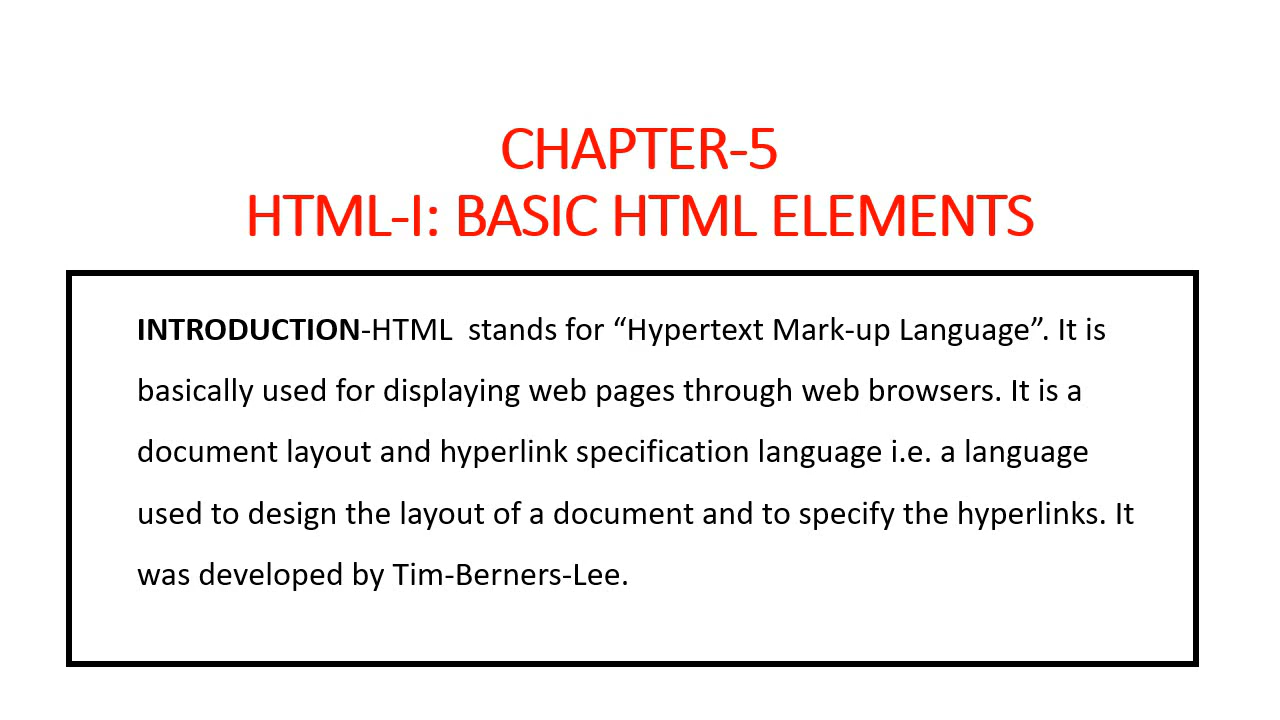 CHAPTER-5
HTML-I: BASIC HTML ELEMENTS
INTRODUCTION-HTML  stands for “Hypertext Mark-up Language”. It is
basically used for displaying web pages through web browsers. It is a
document layout and hyperlink specification language i.e. a language
used to design the layout of a document and to specify the hyperlinks. It
was developed by Tim-Berners-Lee.